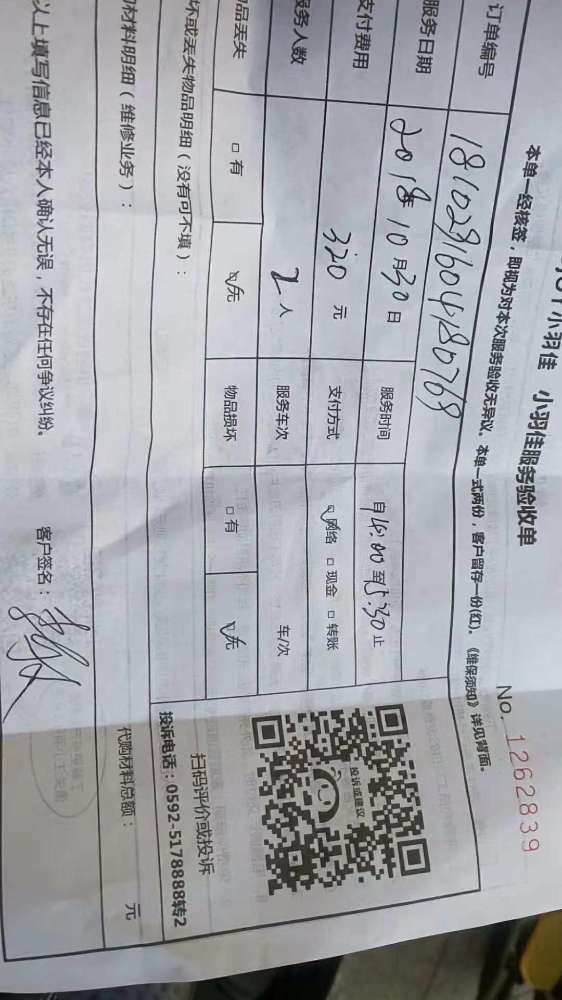 小羽佳 小羽佳服务验收单
No. 1262839
本单一经核签，即视为对本次服务验收无异议。本单一式两份，客户留存一份(红)。《维保须知》详见背面。
订单编号 1810291604180769
服务日期 2018年10月30日 服务时间 自14:00至5:30止
支付费用 320元 支付方式 ☑网络 □现金 □转账
服务人数 2人 服务车次 车/次
品丢失 □有 ☑无 物品损坏 □有 ☑无
坏或丢失物品明细（没有可不填）：
材料明细（维修业务）：
代购材料总额： 元
投诉或建议
扫码评价或投诉
投诉电话：0592-5178888转2
以上填写信息已经本人确认无误，不存在任何争议纠纷。
客户签名：